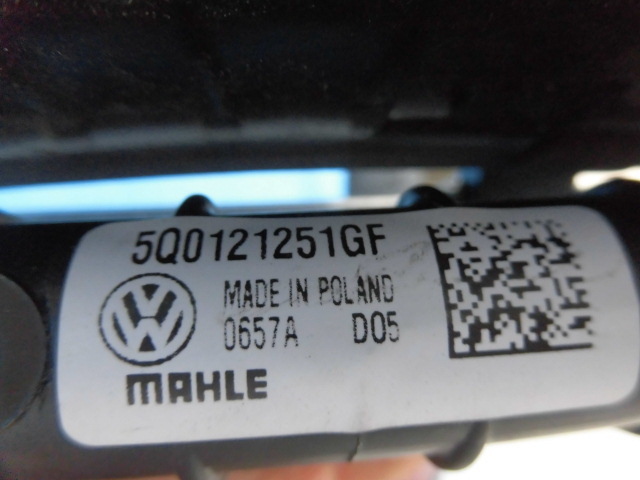 5Q0121251GF
MADE IN POLAND
0657A D05
MAHLE